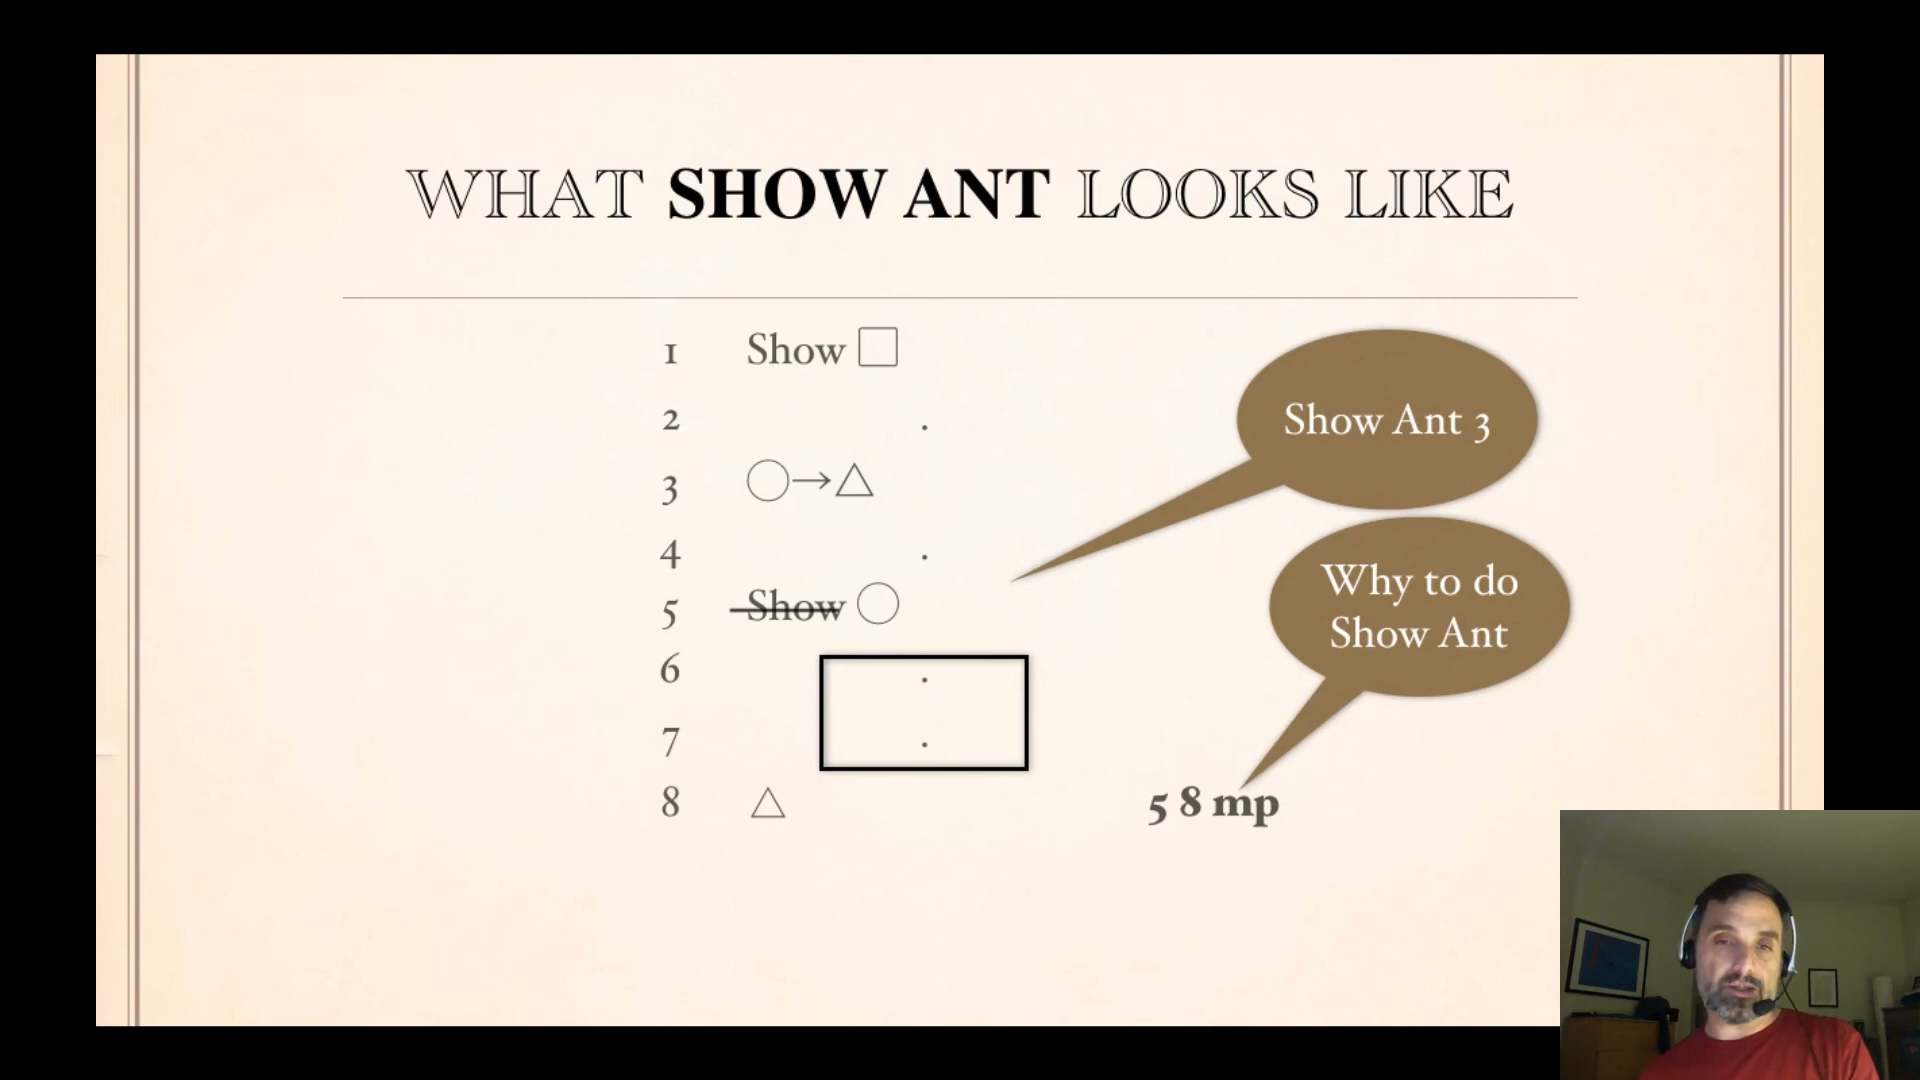 WHAT SHOW ANT LOOKS LIKE
1 Show □
2 .
3 ○→△
4 .
5 Show ○
6 .
7 .
8 △ 5 8 mp
Show Ant 3
Why to do
Show Ant